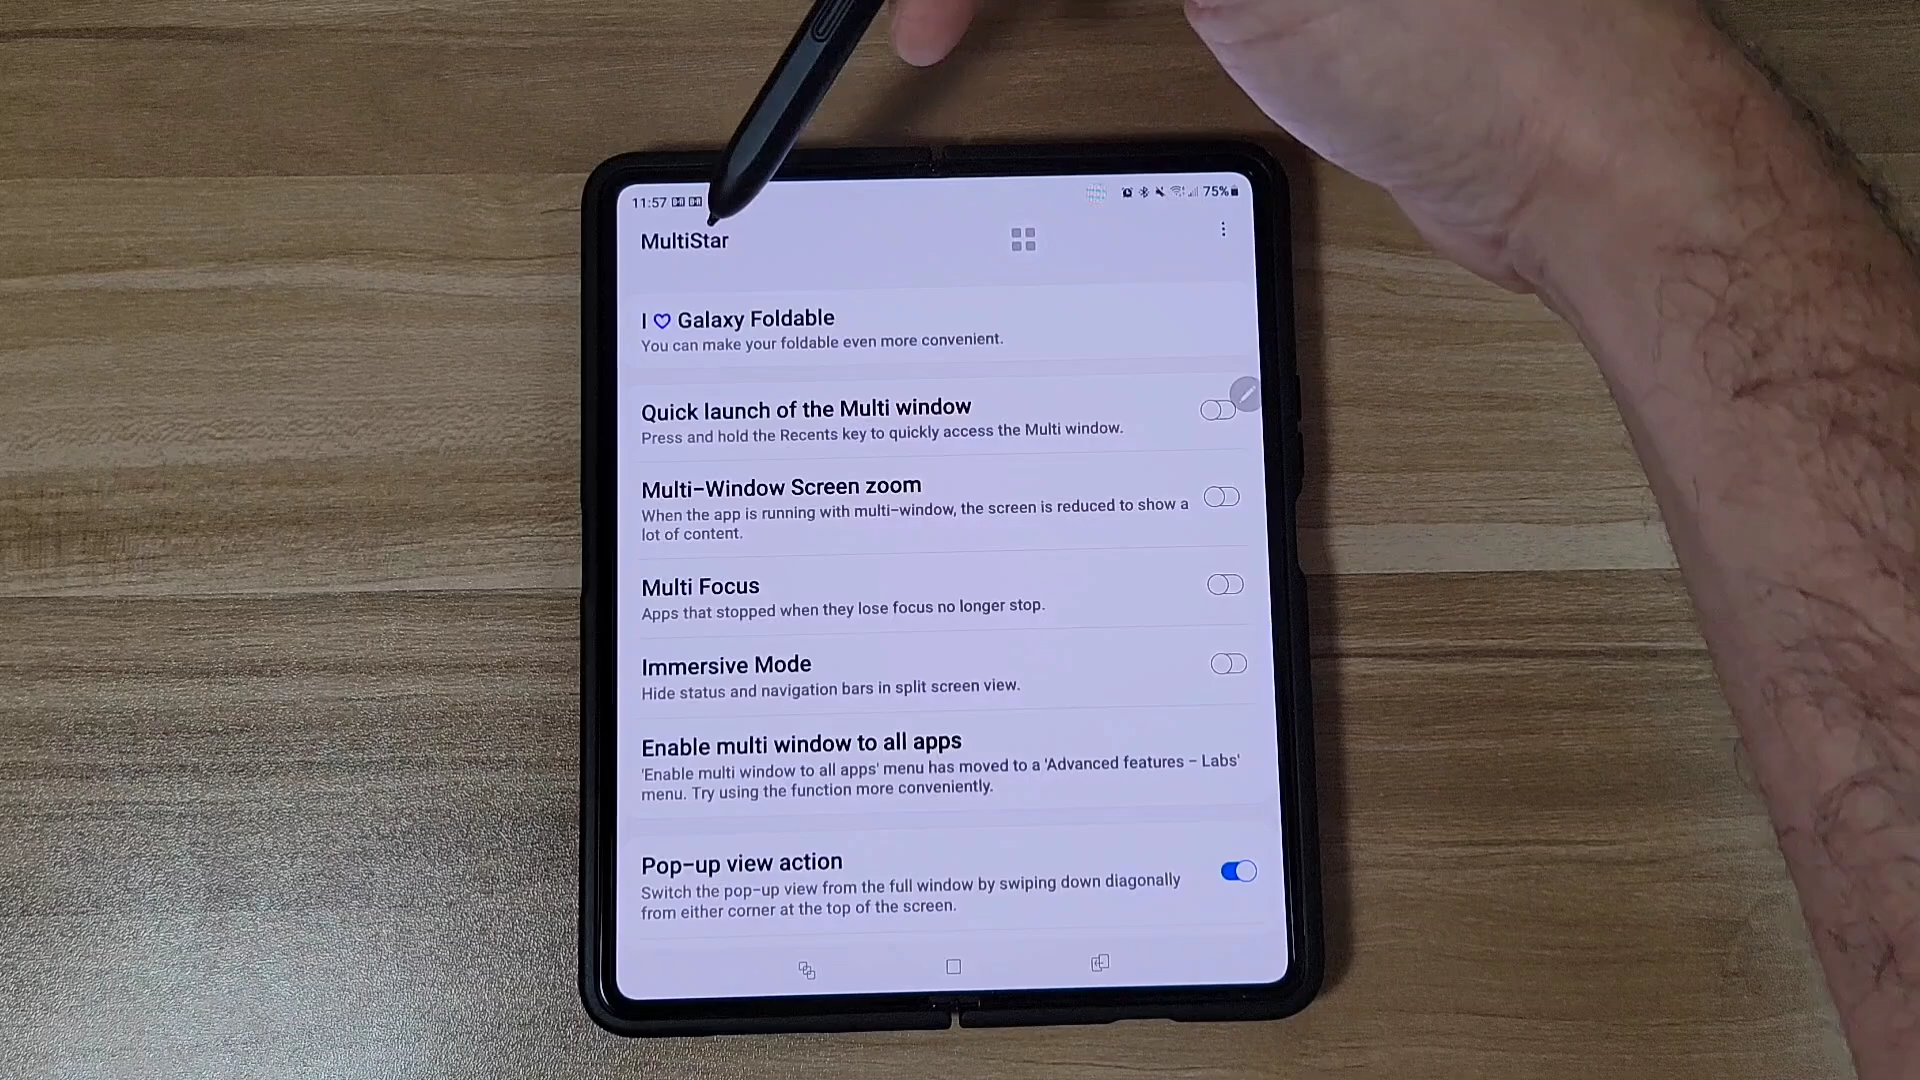 11:57
75%
MultiStar
I ♡ Galaxy Foldable
You can make your foldable even more convenient.
Quick launch of the Multi window
Press and hold the Recents key to quickly access the Multi window.
Multi-Window Screen zoom
When the app is running with multi-window, the screen is reduced to show a
lot of content.
Multi Focus
Apps that stopped when they lose focus no longer stop.
Immersive Mode
Hide status and navigation bars in split screen view.
Enable multi window to all apps
'Enable multi window to all apps' menu has moved to a 'Advanced features - Labs'
menu. Try using the function more conveniently.
Pop-up view action
Switch the pop-up view from the full window by swiping down diagonally
from either corner at the top of the screen.